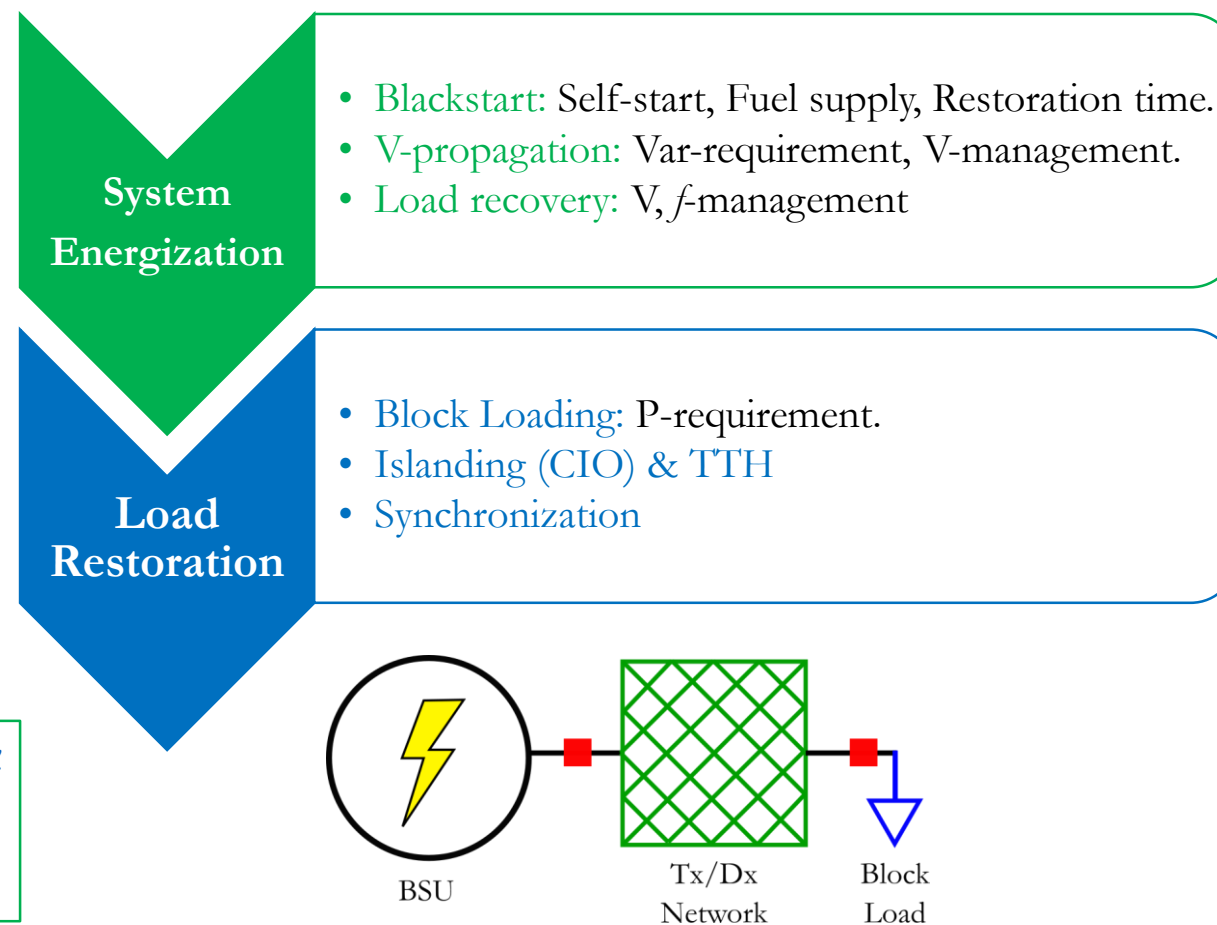 System
Energization
• Blackstart: Self-start, Fuel supply, Restoration time.
• V-propagation: Var-requirement, V-management.
• Load recovery: V, f-management
Load
Restoration
• Block Loading: P-requirement.
• Islanding (CIO) & TTH
• Synchronization
BSU
Tx/Dx
Network
Block
Load